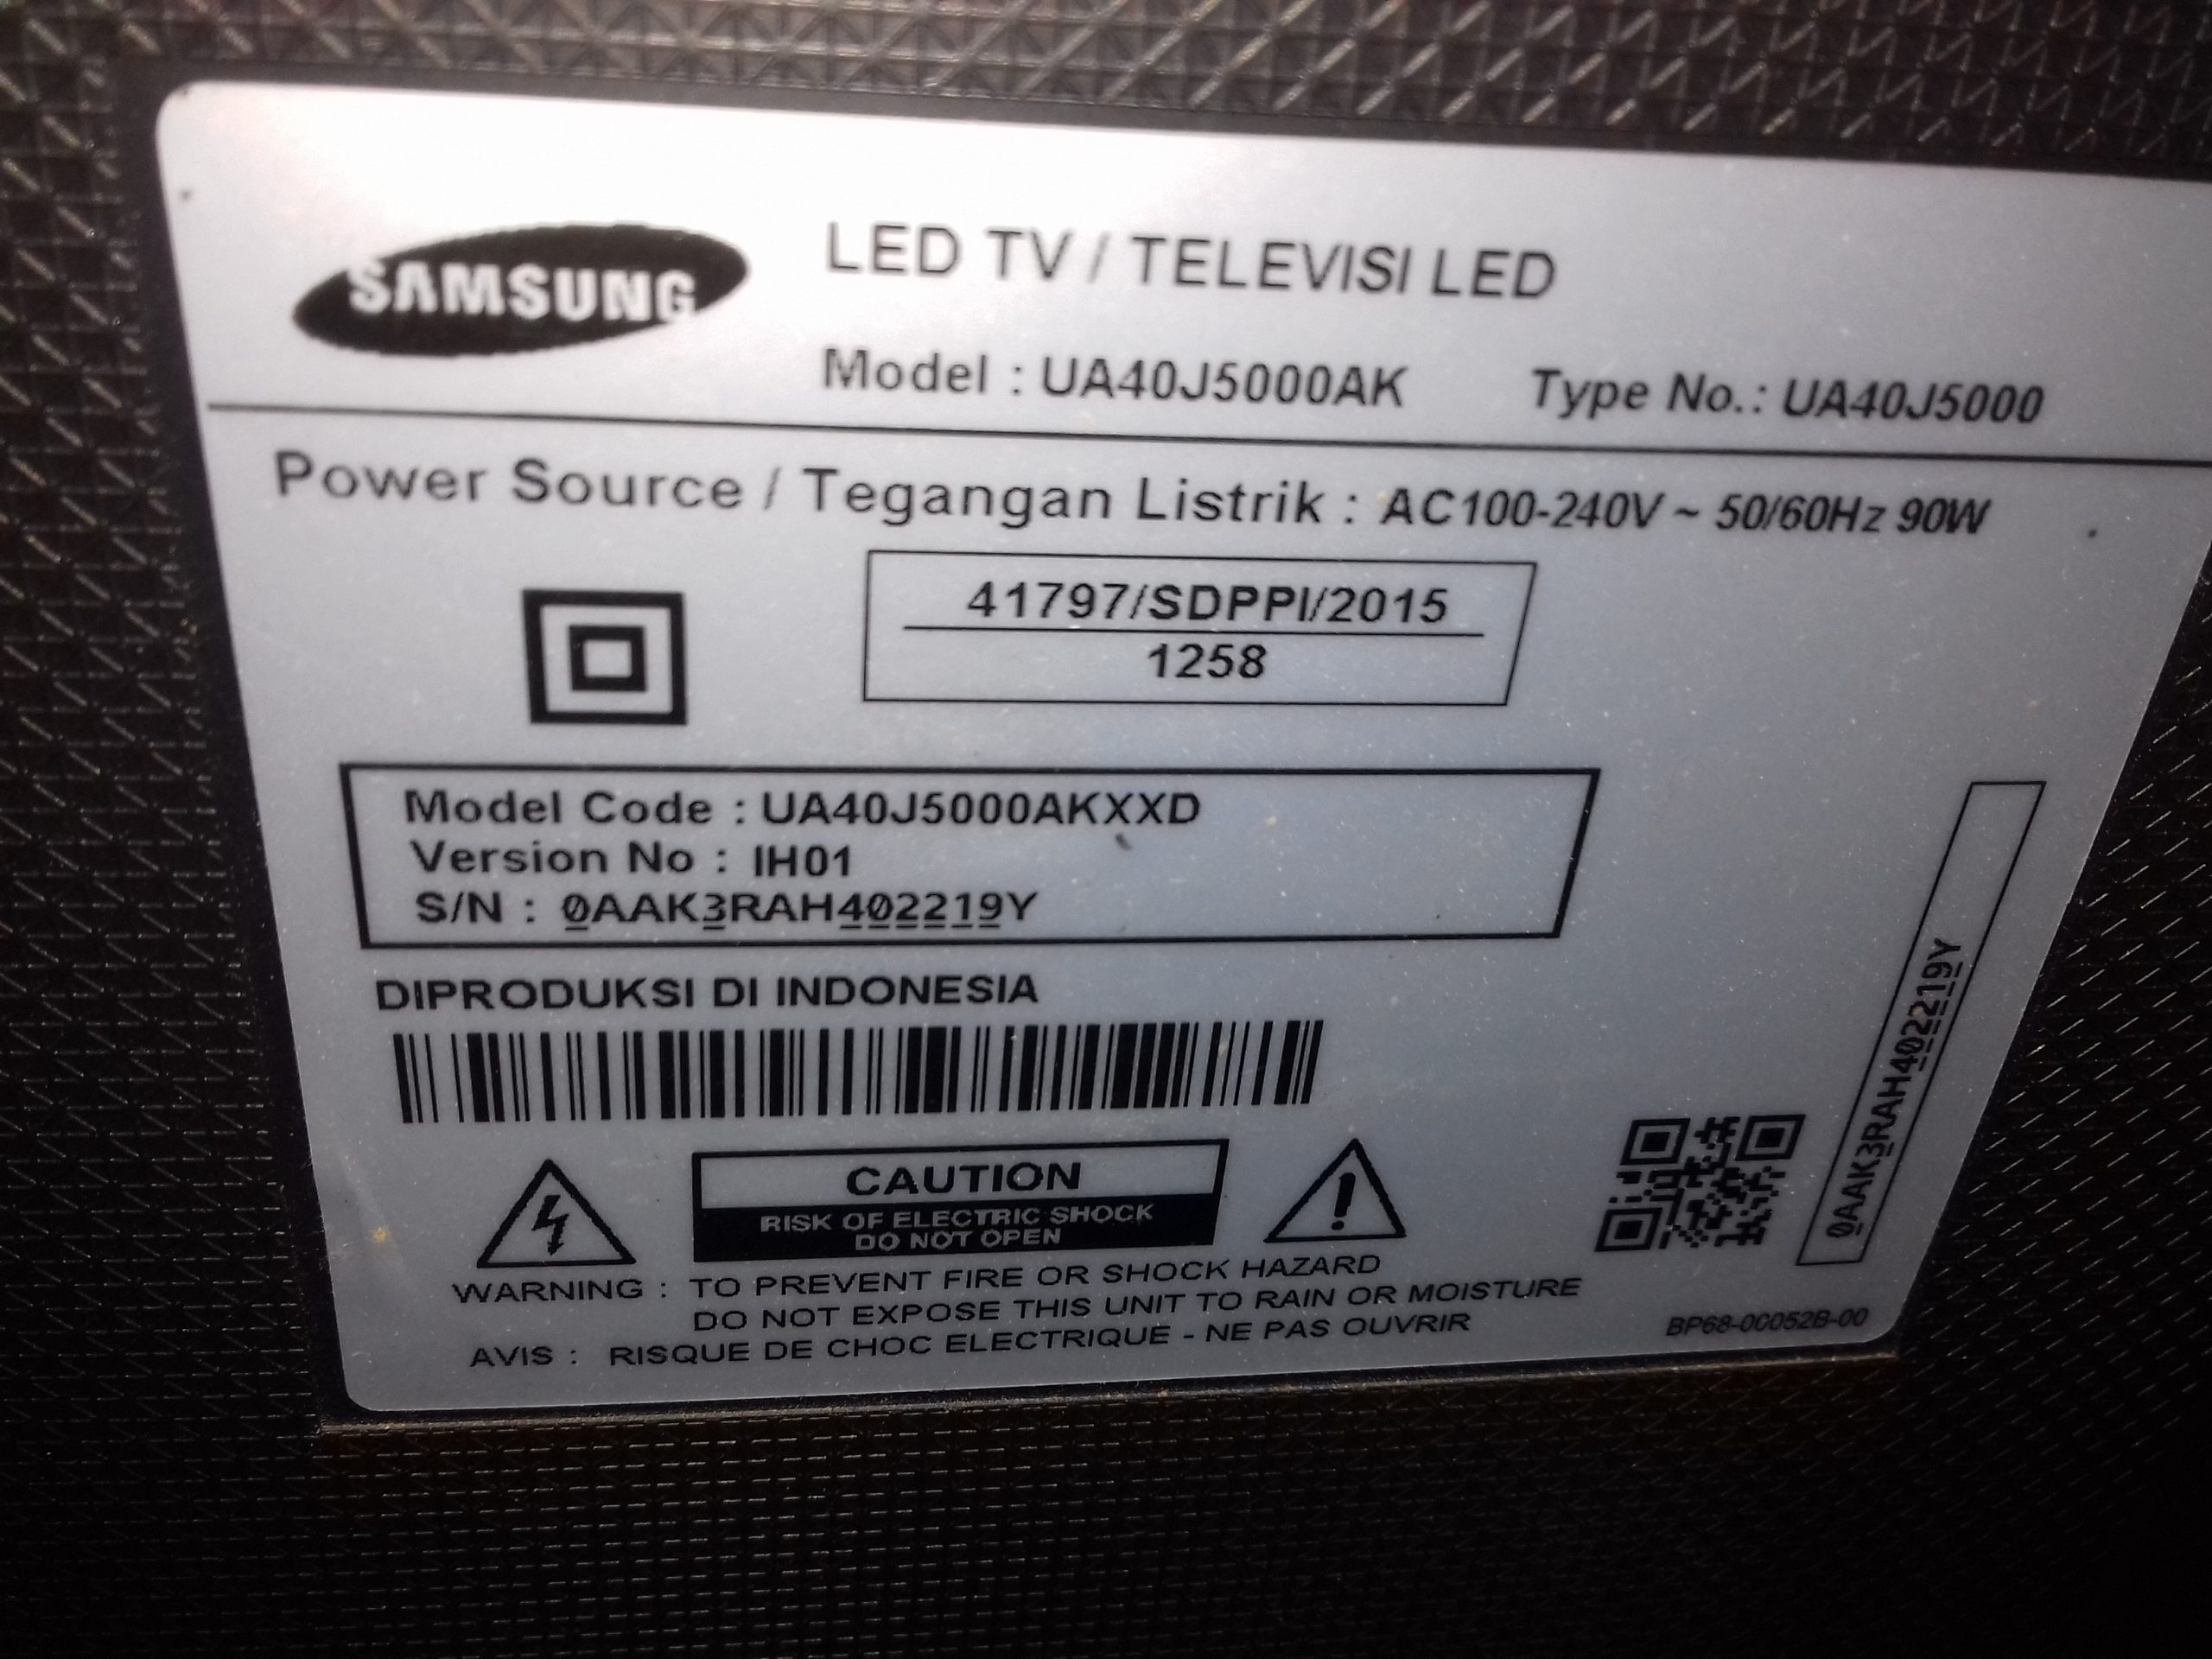 SAMSUNG
LED TV / TELEVISI LED
Model : UA40J5000AK Type No.: UA40J5000
Power Source / Tegangan Listrik : AC100-240V ~ 50/60Hz 90W
41797/SDPPI/2015
1258
Model Code : UA40J5000AKXXD
Version No : IH01
S/N : 0AAK3RAH402219Y
DIPRODUKSI DI INDONESIA
CAUTION
RISK OF ELECTRIC SHOCK
DO NOT OPEN
WARNING : TO PREVENT FIRE OR SHOCK HAZARD
DO NOT EXPOSE THIS UNIT TO RAIN OR MOISTURE
AVIS : RISQUE DE CHOC ELECTRIQUE - NE PAS OUVRIR
0AAK3RAH402219Y
BP68-00052B-00